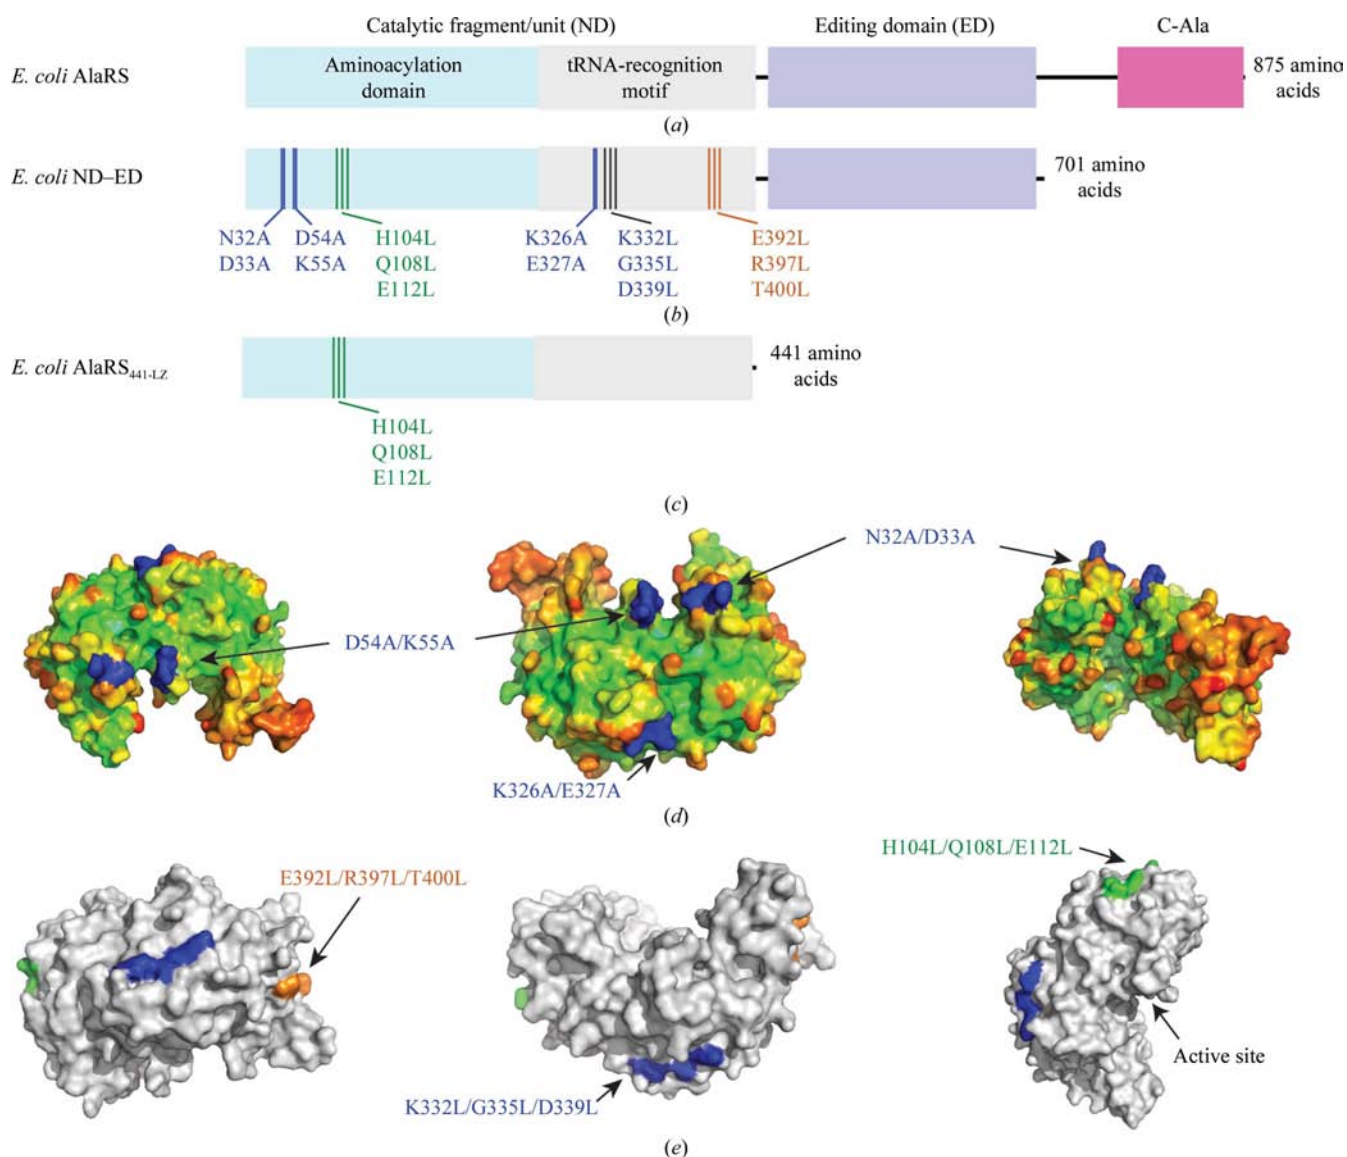 Catalytic fragment/unit (ND)
Editing domain (ED)
C-Ala
E. coli AlaRS
Aminoacylation
domain
tRNA-recognition
motif
875 amino
acids
(a)
E. coli ND–ED
701 amino
acids
N32A
D33A
D54A
K55A
H104L
Q108L
E112L
K326A
E327A
K332L
G335L
D339L
E392L
R397L
T400L
(b)
E. coli AlaRS441-LZ
441 amino
acids
H104L
Q108L
E112L
(c)
N32A/D33A
D54A/K55A
K326A/E327A
(d)
H104L/Q108L/E112L
E392L/R397L/T400L
Active site
K332L/G335L/D339L
(e)